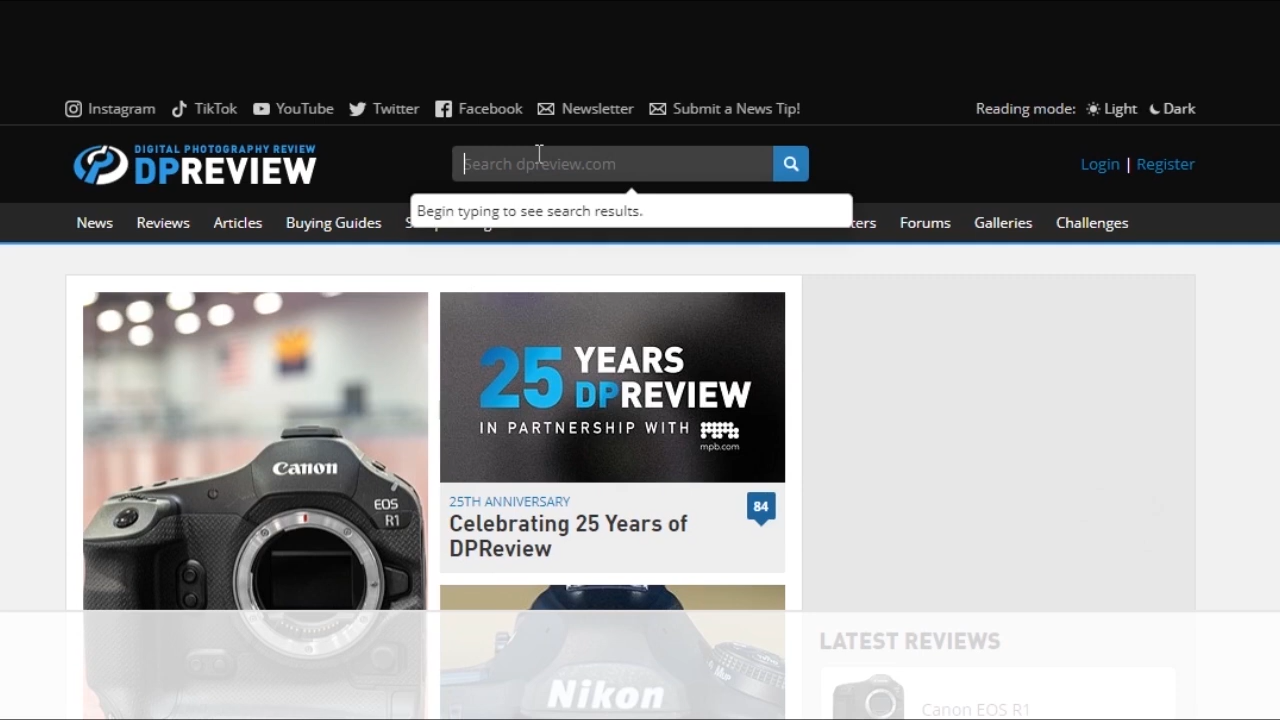 Instagram TikTok YouTube Twitter Facebook Newsletter Submit a News Tip! Reading mode: Light Dark
DIGITAL PHOTOGRAPHY REVIEW
DPREVIEW
Search dpreview.com
Login | Register
Begin typing to see search results.
News Reviews Articles Buying Guides Forums Galleries Challenges
Canon
EOS
R1
25 YEARS
DPREVIEW
IN PARTNERSHIP WITH
mpb.com
25TH ANNIVERSARY
84
Celebrating 25 Years of
DPReview
Nikon
LATEST REVIEWS
Canon EOS R1